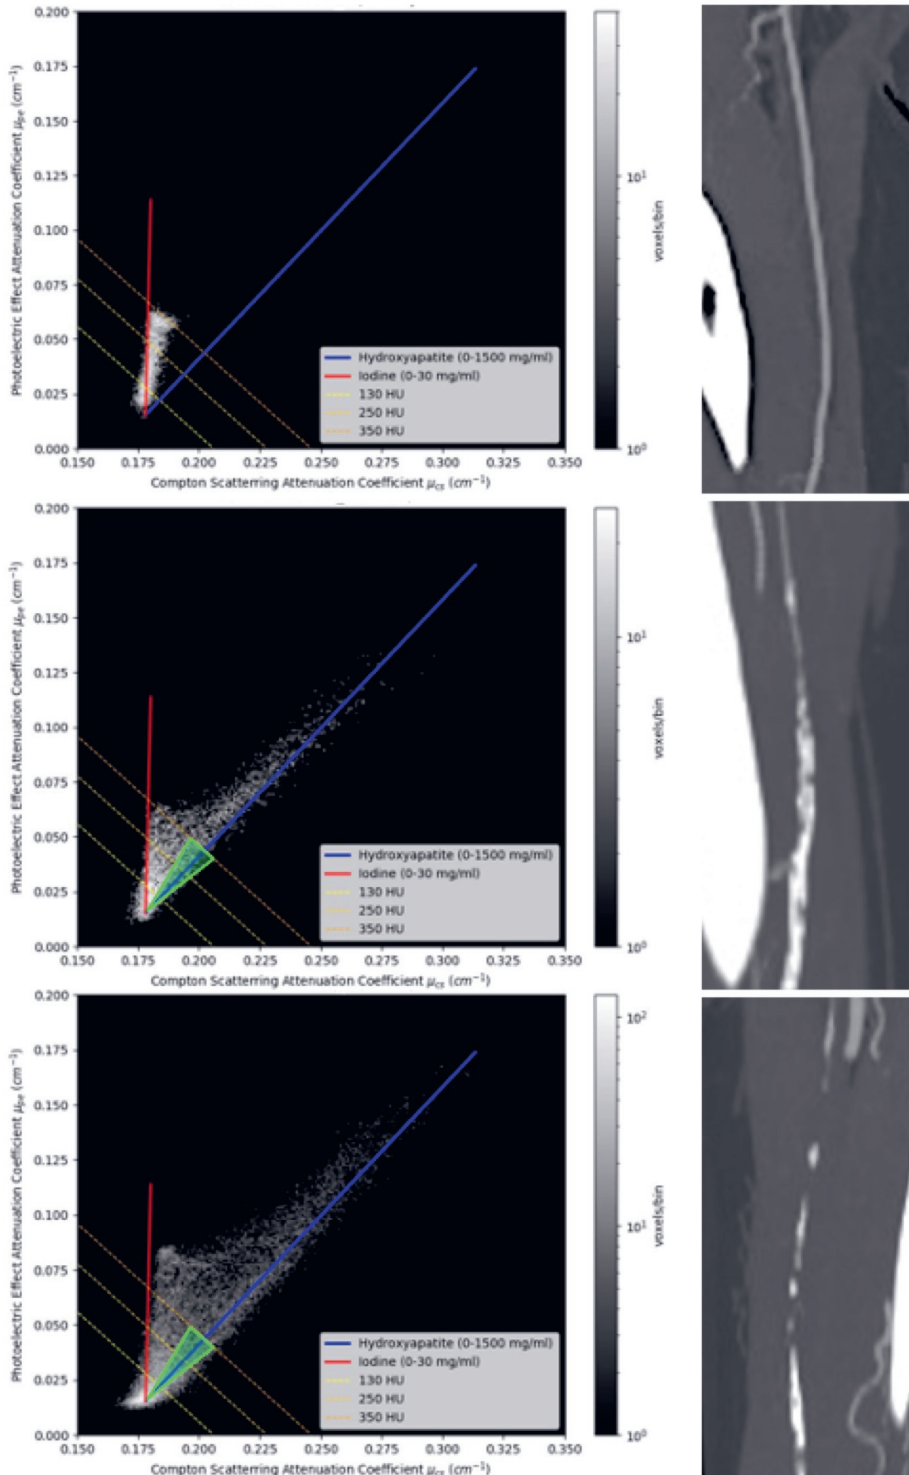 0.200
0.175
0.150
0.125
0.100
0.075
0.050
0.025
0.000
Photoelectric Effect Attenuation Coefficient μpe (cm⁻¹)
Hydroxyapatite (0-1500 mg/ml)
Iodine (0-30 mg/ml)
130 HU
250 HU
350 HU
0.150 0.175 0.200 0.225 0.250 0.275 0.300 0.325 0.350
Compton Scatterring Attenuation Coefficient μcs (cm⁻¹)
10¹
10⁰
voxels/bin
0.200
0.175
0.150
0.125
0.100
0.075
0.050
0.025
0.000
Photoelectric Effect Attenuation Coefficient μpe (cm⁻¹)
Hydroxyapatite (0-1500 mg/ml)
Iodine (0-30 mg/ml)
130 HU
250 HU
350 HU
0.150 0.175 0.200 0.225 0.250 0.275 0.300 0.325 0.350
Compton Scatterring Attenuation Coefficient μcs (cm⁻¹)
10¹
10⁰
voxels/bin
0.200
0.175
0.150
0.125
0.100
0.075
0.050
0.025
0.000
Photoelectric Effect Attenuation Coefficient μpe (cm⁻¹)
Hydroxyapatite (0-1500 mg/ml)
Iodine (0-30 mg/ml)
130 HU
250 HU
350 HU
0.150 0.175 0.200 0.225 0.250 0.275 0.300 0.325 0.350
Compton Scatterring Attenuation Coefficient μcs (cm⁻¹)
10²
10¹
10⁰
voxels/bin